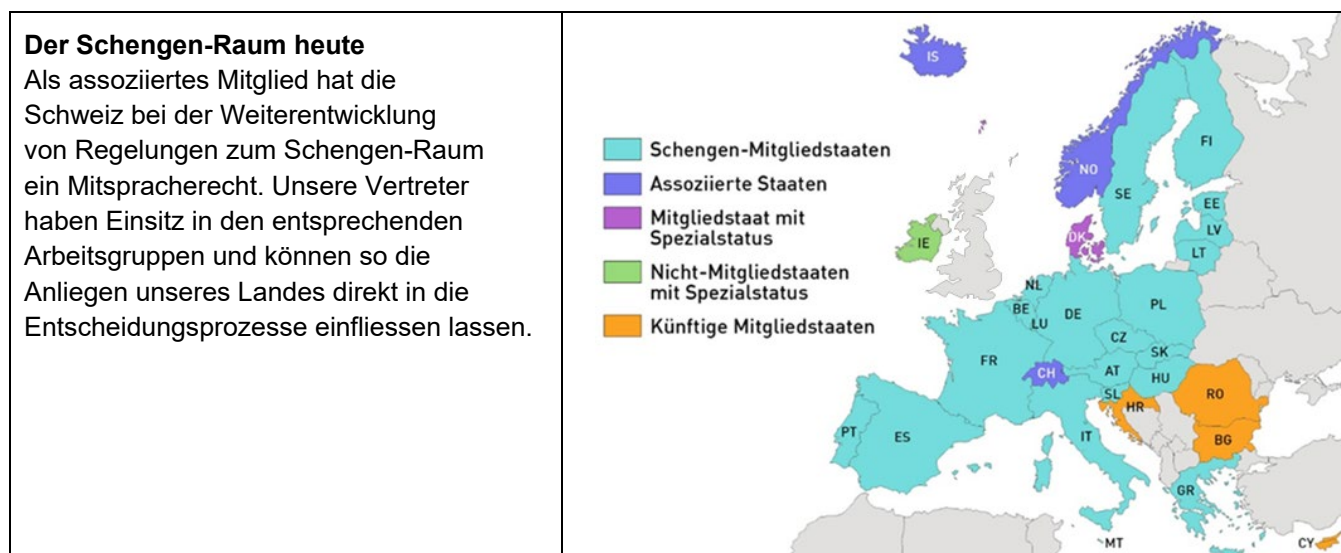 Der Schengen-Raum heute
Als assoziiertes Mitglied hat die
Schweiz bei der Weiterentwicklung
von Regelungen zum Schengen-Raum
ein Mitspracherecht. Unsere Vertreter
haben Einsitz in den entsprechenden
Arbeitsgruppen und können so die
Anliegen unseres Landes direkt in die
Entscheidungsprozesse einfliessen lassen.
Schengen-Mitgliedstaaten
Assoziierte Staaten
Mitgliedstaat mit
Spezialstatus
Nicht-Mitgliedstaaten
mit Spezialstatus
Künftige Mitgliedstaaten
IS
FI
NO
SE
EE
LV
DK
LT
IE
NL
BE
LU
DE
PL
CZ
SK
FR
CH
AT
HU
SL
HR
RO
PT
ES
IT
BG
GR
MT
CY